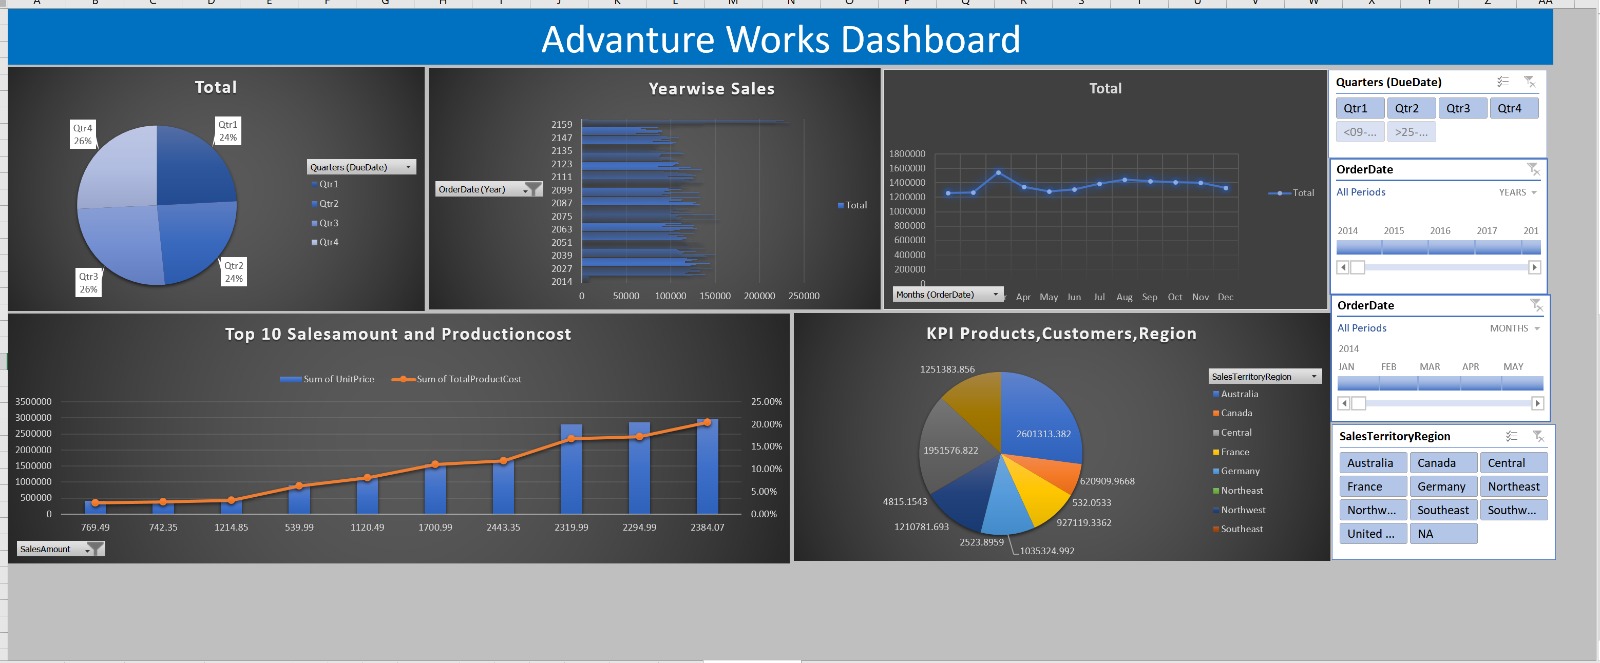 Advanture Works Dashboard
Total
Qtr4
26%
Qtr1
24%
Qtr3
26%
Qtr2
24%
Quarters (DueDate)
Qtr1
Qtr2
Qtr3
Qtr4
Yearwise Sales
OrderDate (Year)
2159
2147
2135
2123
2111
2099
2087
2075
2063
2051
2039
2027
2014
0 50000 100000 150000 200000 250000
Total
Total
1800000
1600000
1400000
1200000
1000000
800000
600000
400000
200000
0
Months (OrderDate)
Apr May Jun Jul Aug Sep Oct Nov Dec
Total
Quarters (DueDate)
Qtr1 Qtr2 Qtr3 Qtr4
<09-... >25-...
OrderDate
All Periods YEARS
2014 2015 2016 2017 201
OrderDate
All Periods MONTHS
2014
JAN FEB MAR APR MAY
SalesTerritoryRegion
Australia Canada Central
France Germany Northeast
Northw... Southeast Southw...
United ... NA
Top 10 Salesamount and Productioncost
Sum of UnitPrice Sum of TotalProductCost
3500000
3000000
2500000
2000000
1500000
1000000
500000
0
25.00%
20.00%
15.00%
10.00%
5.00%
0.00%
769.49 742.35 1214.85 539.99 1120.49 1700.99 2443.35 2319.99 2294.99 2384.07
SalesAmount
KPI Products,Customers,Region
1251383.856
2601313.382
1951576.822
620909.9668
4815.1543
532.0533
1210781.693
927119.3362
2523.8959
1035324.992
SalesTerritoryRegion
Australia
Canada
Central
France
Germany
Northeast
Northwest
Southeast